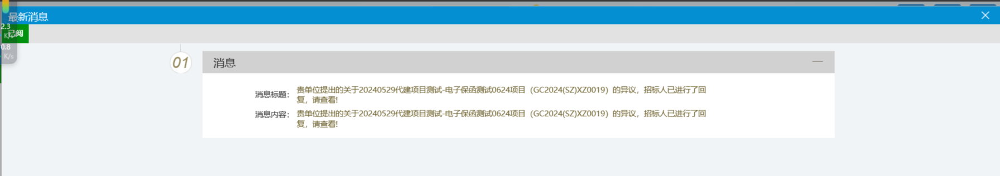 最新消息
2.3
K/s
已阅
0.8
K/s
01
消息
消息标题：
贵单位提出的关于20240529代建项目测试-电子保函测试0624项目（GC2024(SZ)XZ0019）的异议，招标人已进行了回
复，请查看!
消息内容：
贵单位提出的关于20240529代建项目测试-电子保函测试0624项目（GC2024(SZ)XZ0019）的异议，招标人已进行了回
复，请查看!